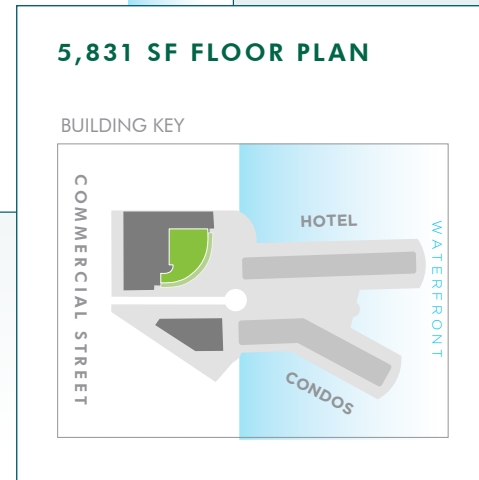 5,831 SF FLOOR PLAN
BUILDING KEY
COMMERCIAL STREET
HOTEL
WATERFRONT
CONDOS